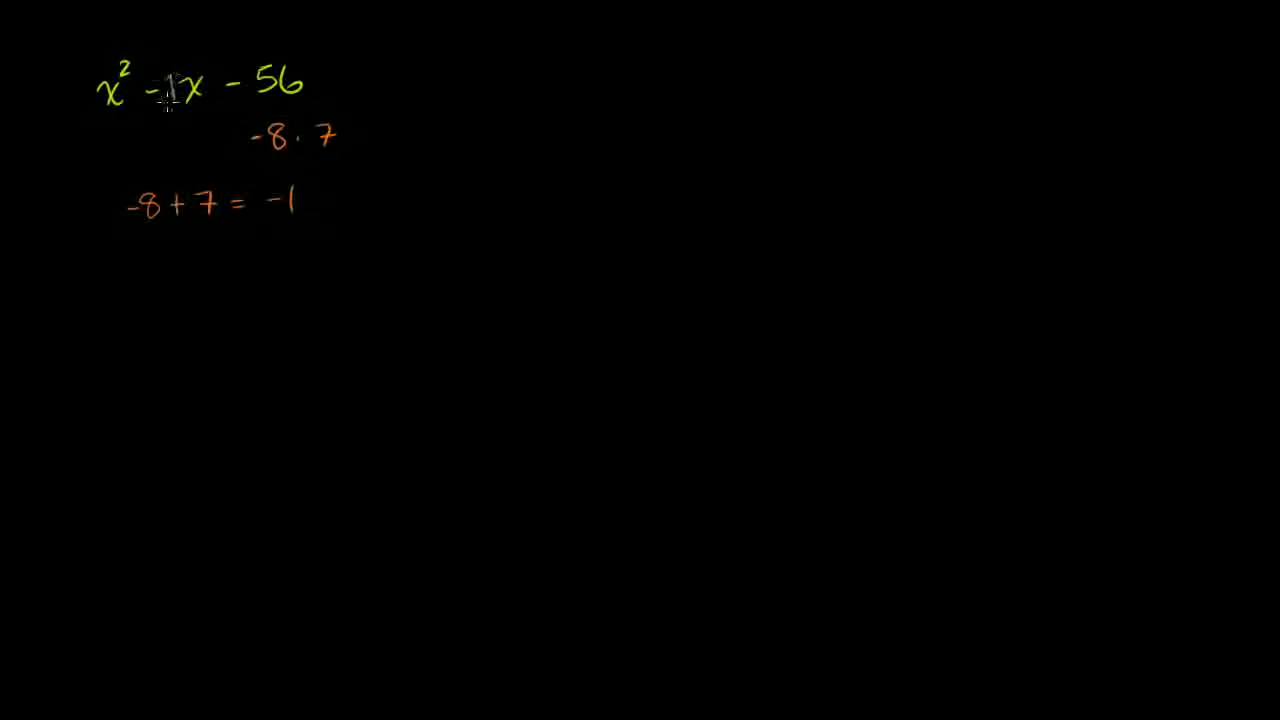 x² - 1x - 56
-8 · 7
-8 + 7 = -1